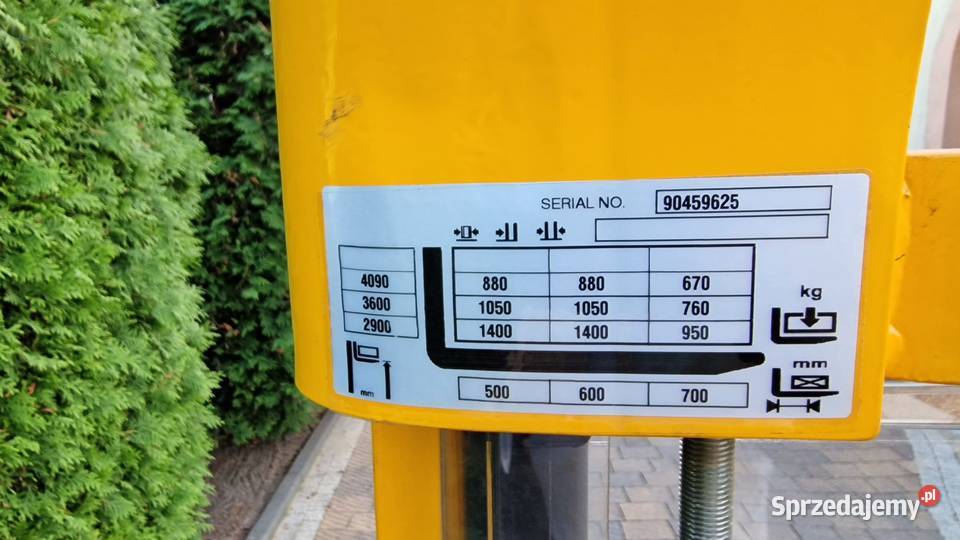 SERIAL NO. 90459625
4090 880 880 670
3600 1050 1050 760
2900 1400 1400 950
kg
mm
mm
500 600 700
Sprzedajemy.pl